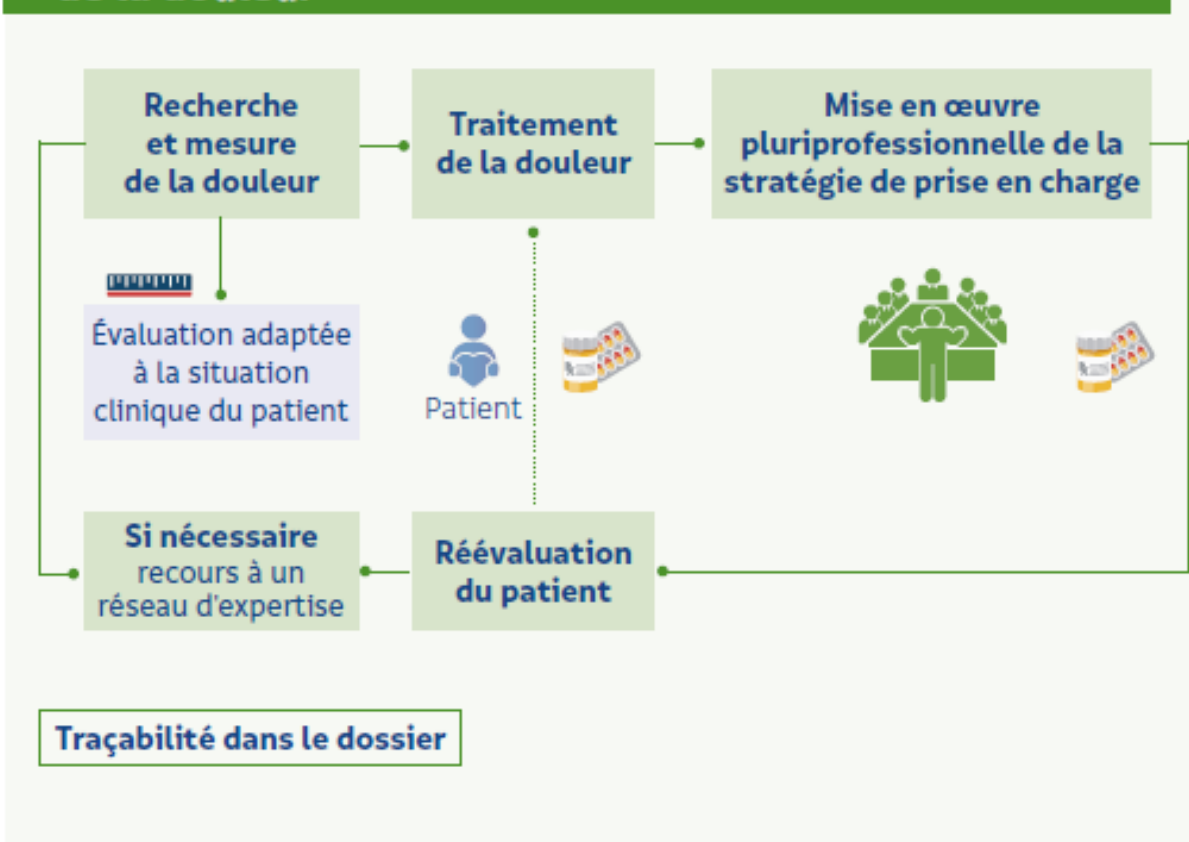 Recherche
et mesure
de la douleur
Traitement
de la douleur
Mise en œuvre
pluriprofessionnelle de la
stratégie de prise en charge
Évaluation adaptée
à la situation
clinique du patient
Patient
Si nécessaire
recours à un
réseau d'expertise
Réévaluation
du patient
Traçabilité dans le dossier